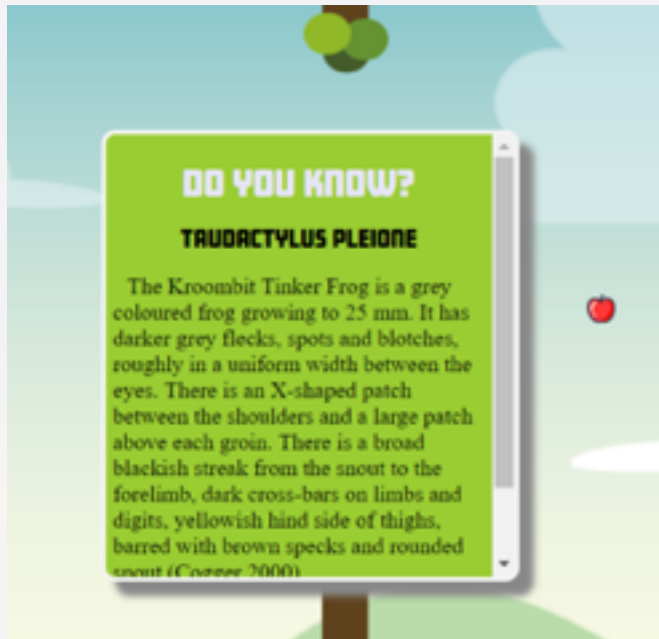 DO YOU KNOW?
TAUDACTYLUS PLEIONE
The Kroombit Tinker Frog is a grey
coloured frog growing to 25 mm. It has
darker grey flecks, spots and blotches,
roughly in a uniform width between the
eyes. There is an X-shaped patch
between the shoulders and a large patch
above each groin. There is a broad
blackish streak from the snout to the
forelimb, dark cross-bars on limbs and
digits, yellowish hind side of thighs,
barred with brown specks and rounded
snout (Cogger 2000)